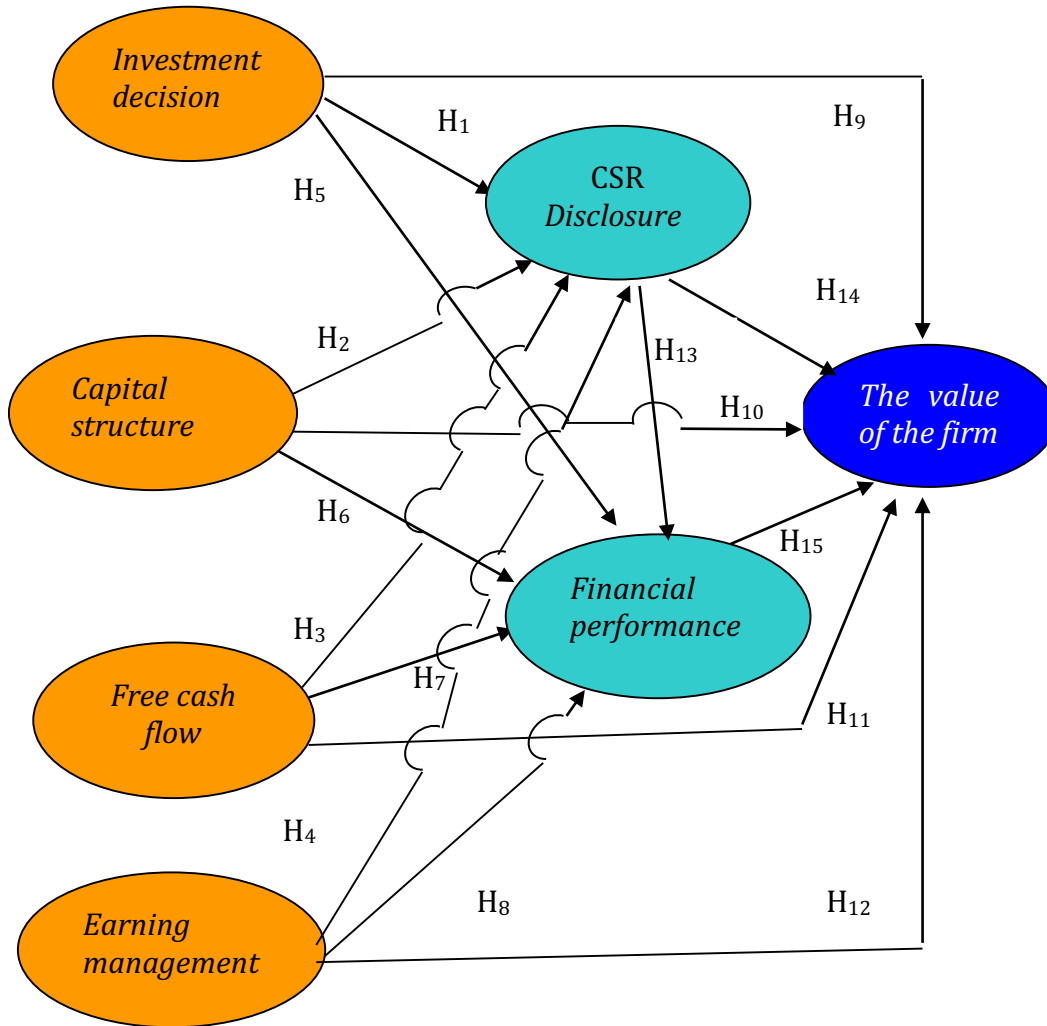 Investment
decision
H₉
H₁
CSR
Disclosure
H₅
H₁₄
H₂
H₁₃
Capital
structure
H₁₀
The value
of the firm
H₆
H₁₅
Financial
performance
H₃
H₇
Free cash
flow
H₁₁
H₄
H₈
H₁₂
Earning
management